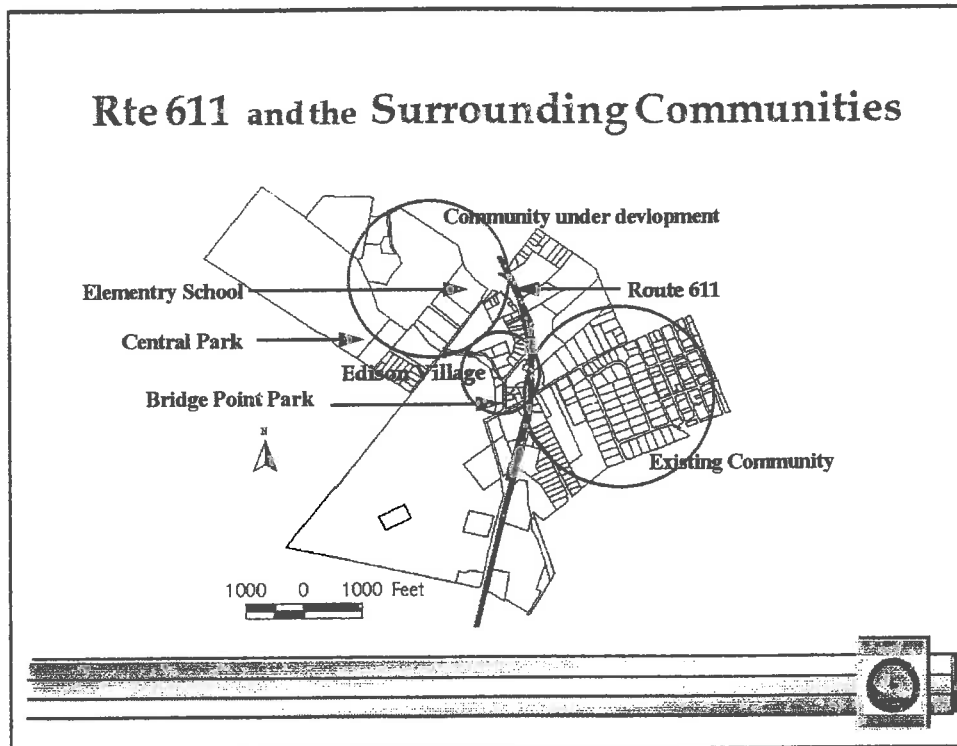 Rte 611 and the Surrounding Communities
Community under devlopment
Elementry School
Route 611
Central Park
Edison Village
Bridge Point Park
N
Existing Community
1000 0 1000 Feet